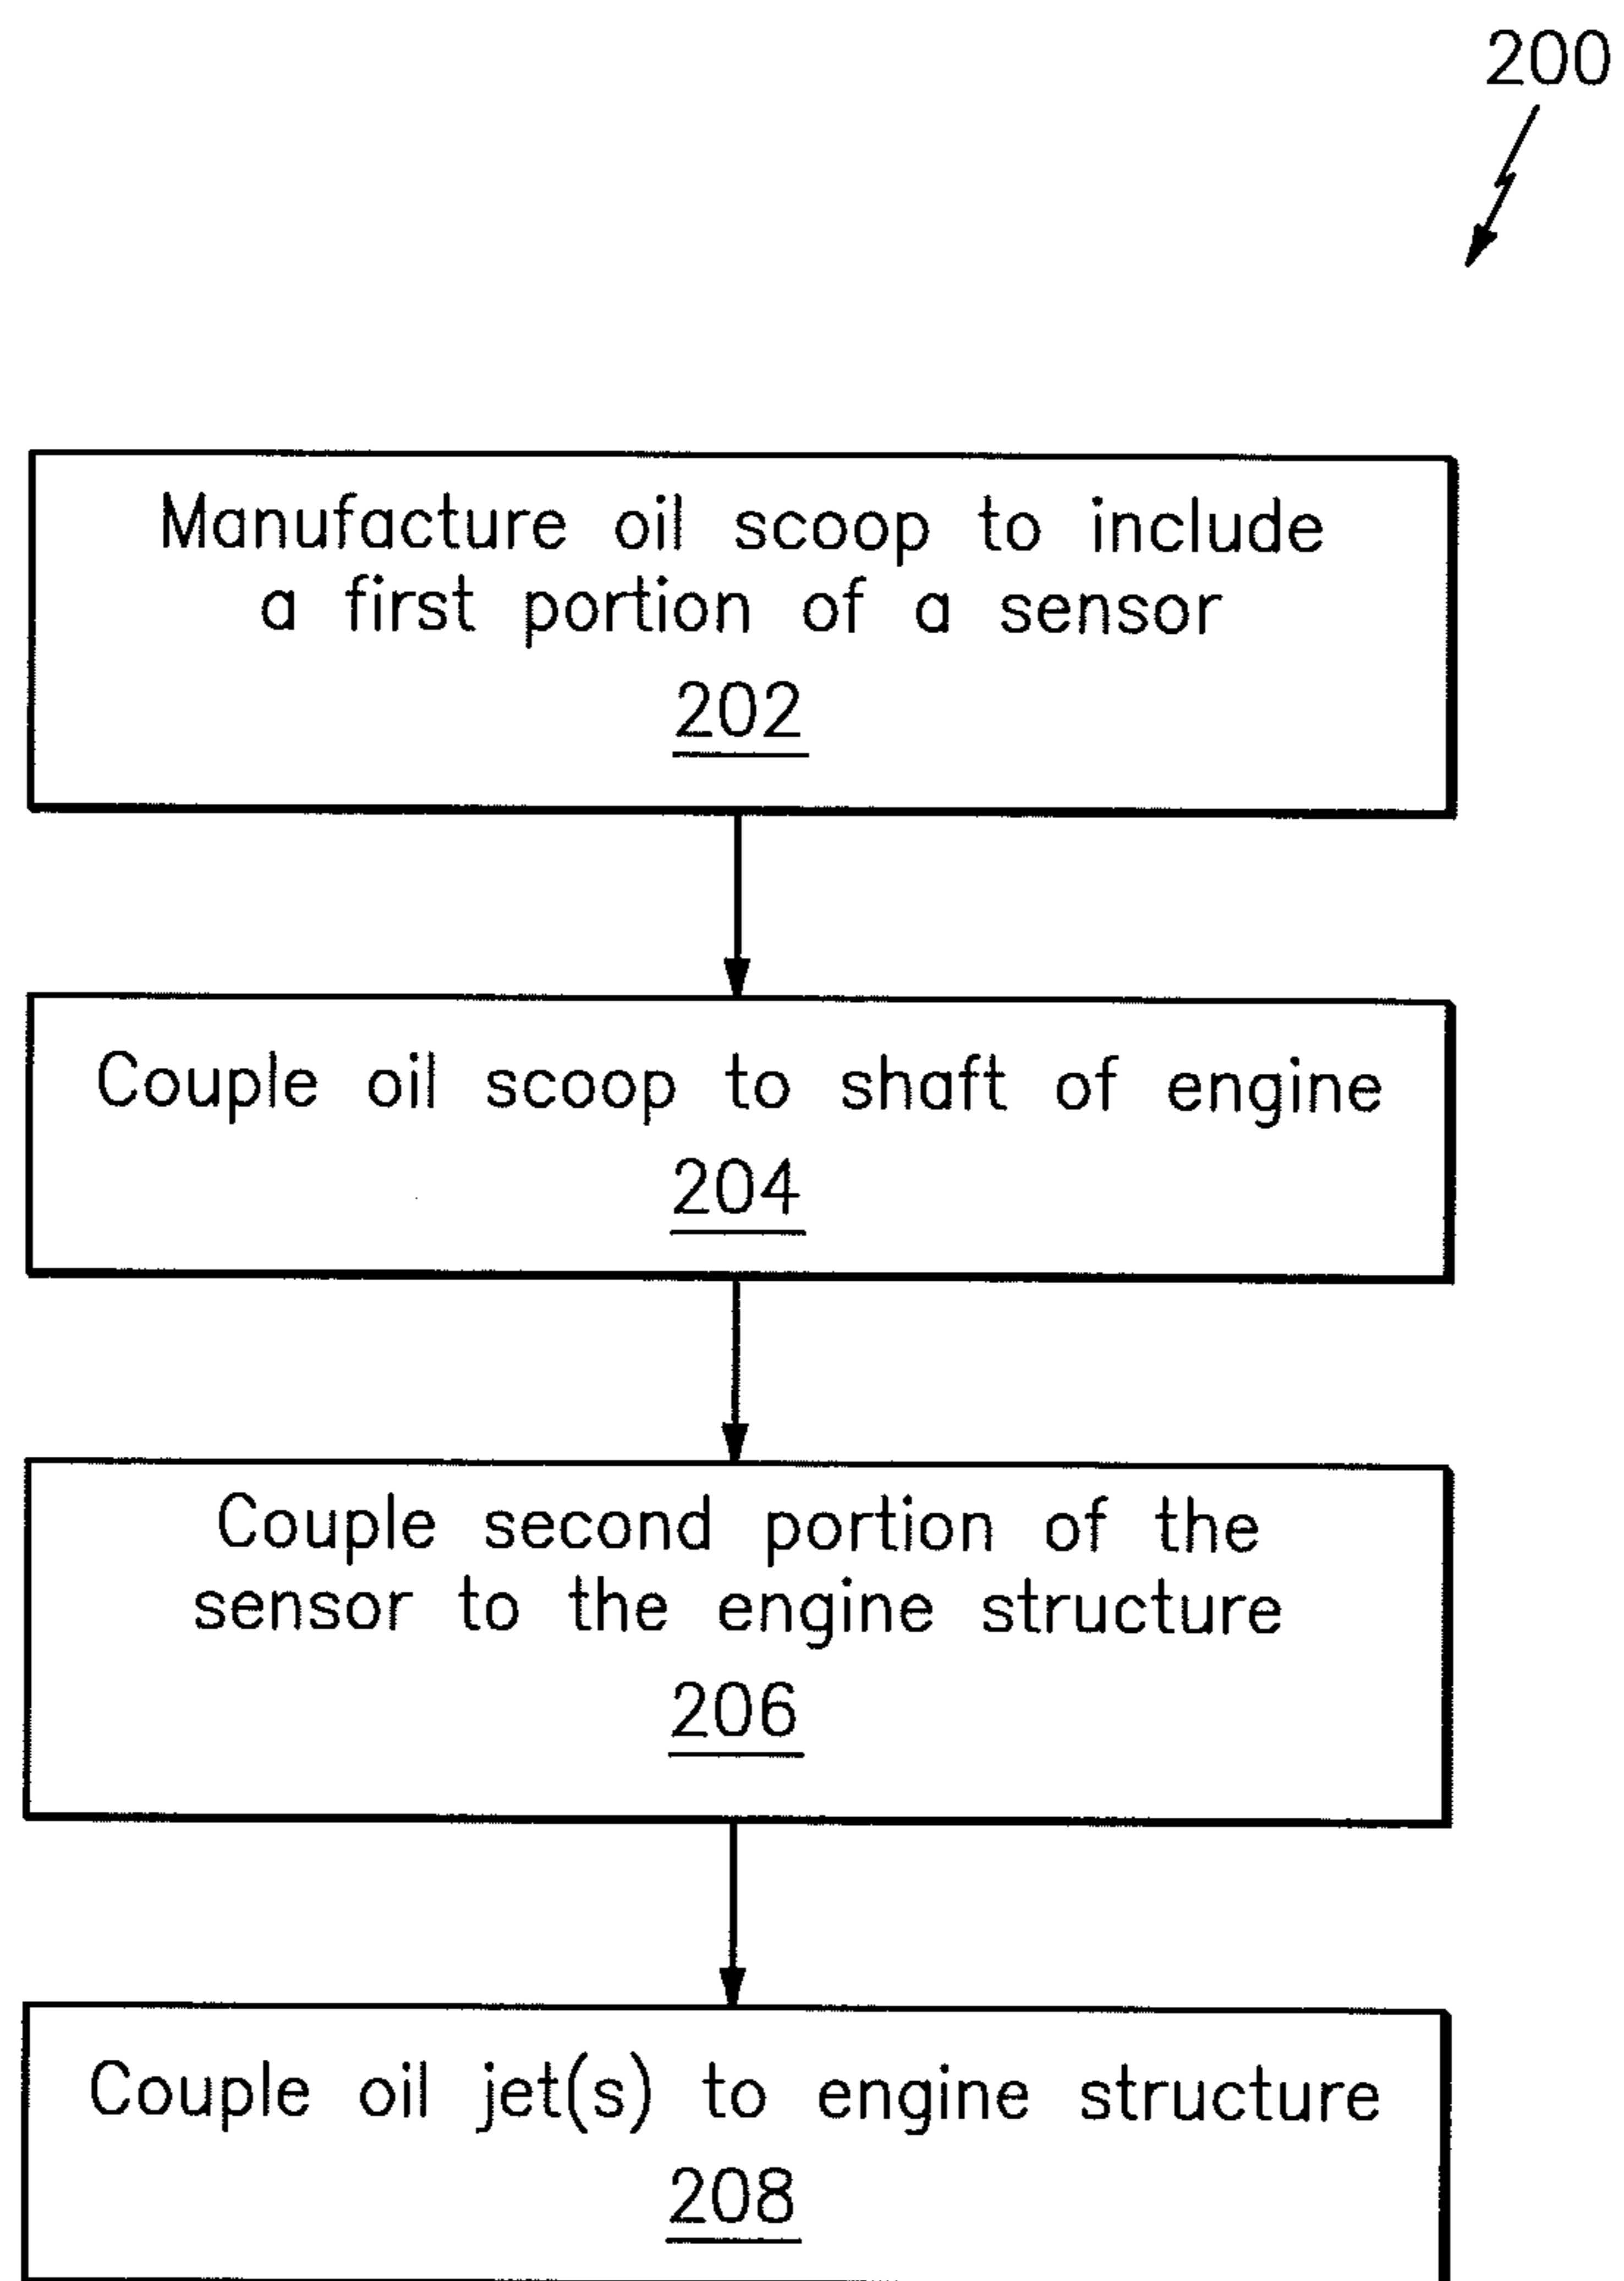 200
Manufacture oil scoop to include
a first portion of a sensor
202
Couple oil scoop to shaft of engine
204
Couple second portion of the
sensor to the engine structure
206
Couple oil jet(s) to engine structure
208